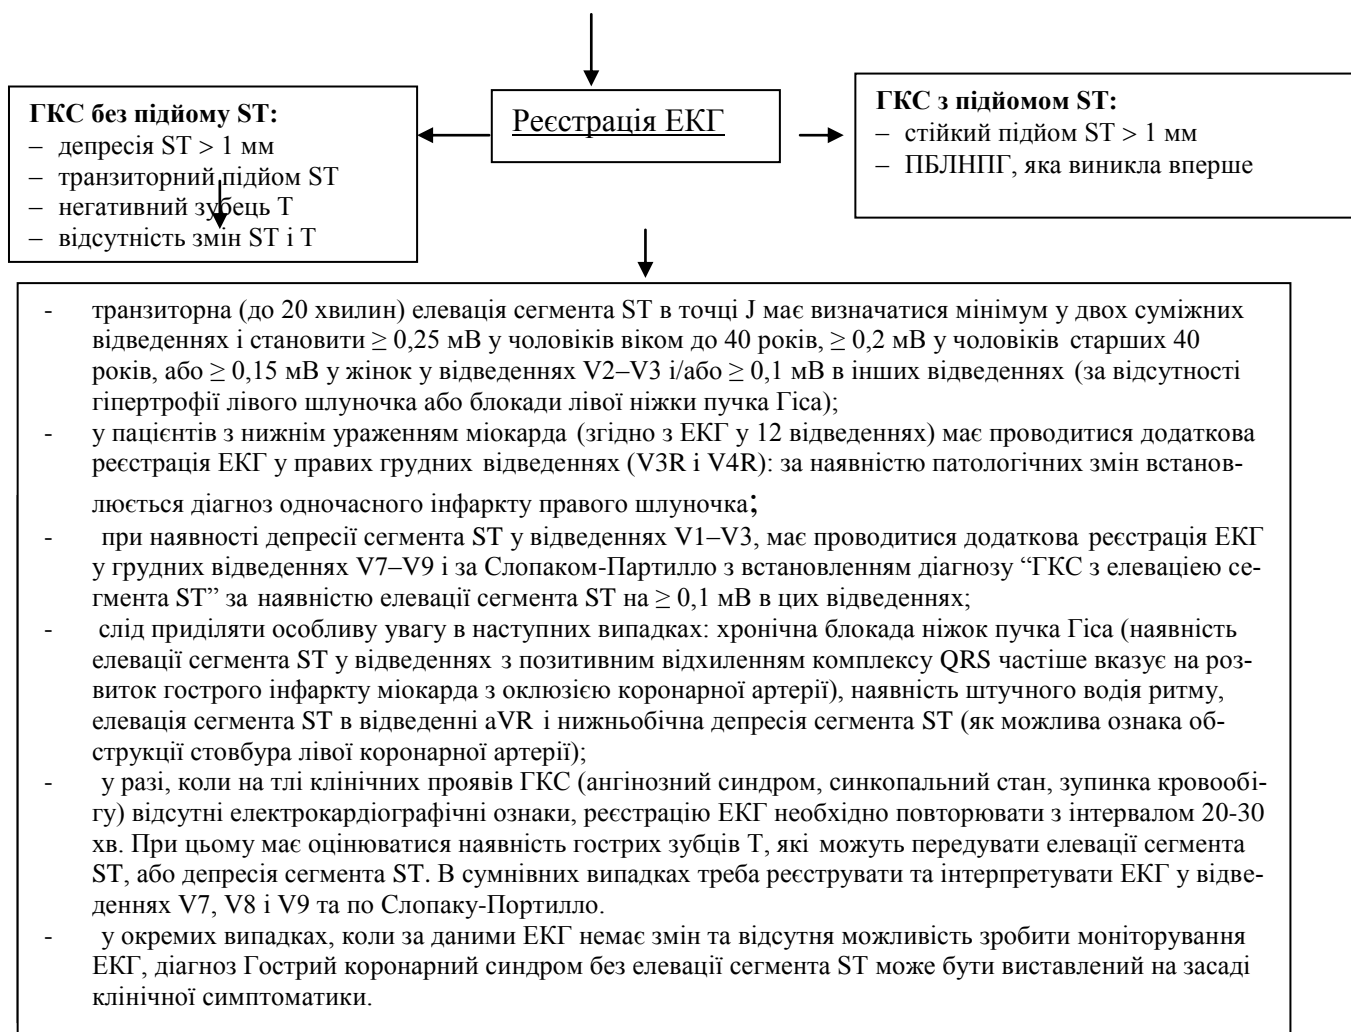 ГКС без підйому ST:
– депресія ST > 1 мм
– транзиторний підйом ST
– негативний зубець Т
– відсутність змін ST і Т
Реєстрація ЕКГ
ГКС з підйомом ST:
– стійкий підйом ST > 1 мм
– ПБЛНПГ, яка виникла вперше
- транзиторна (до 20 хвилин) елевація сегмента ST в точці J має визначатися мінімум у двох суміжних
відведеннях і становити ≥ 0,25 мВ у чоловіків віком до 40 років, ≥ 0,2 мВ у чоловіків старших 40
років, або ≥ 0,15 мВ у жінок у відведеннях V2–V3 і/або ≥ 0,1 мВ в інших відведеннях (за відсутності
гіпертрофії лівого шлуночка або блокади лівої ніжки пучка Гіса);
- у пацієнтів з нижнім ураженням міокарда (згідно з ЕКГ у 12 відведеннях) має проводитися додаткова
реєстрація ЕКГ у правих грудних відведеннях (V3R і V4R): за наявністю патологічних змін встанов-
люється діагноз одночасного інфаркту правого шлуночка;
- при наявності депресії сегмента ST у відведеннях V1–V3, має проводитися додаткова реєстрація ЕКГ
у грудних відведеннях V7–V9 і за Слопаком-Партилло з встановленням діагнозу “ГКС з елевацією се-
гмента ST” за наявністю елевації сегмента ST на ≥ 0,1 мВ в цих відведеннях;
- слід приділяти особливу увагу в наступних випадках: хронічна блокада ніжок пучка Гіса (наявність
елевації сегмента ST у відведеннях з позитивним відхиленням комплексу QRS частіше вказує на роз-
виток гострого інфаркту міокарда з оклюзією коронарної артерії), наявність штучного водія ритму,
елевація сегмента ST в відведенні aVR і нижньобічна депресія сегмента ST (як можлива ознака об-
струкції стовбура лівої коронарної артерії);
- у разі, коли на тлі клінічних проявів ГКС (ангінозний синдром, синкопальний стан, зупинка кровообі-
гу) відсутні електрокардіографічні ознаки, реєстрацію ЕКГ необхідно повторювати з інтервалом 20-30
хв. При цьому має оцінюватися наявність гострих зубців Т, які можуть передувати елевації сегмента
ST, або депресія сегмента ST. В сумнівних випадках треба реєструвати та інтерпретувати ЕКГ у відве-
деннях V7, V8 і V9 та по Слопаку-Портилло.
- у окремих випадках, коли за даними ЕКГ немає змін та відсутня можливість зробити моніторування
ЕКГ, діагноз Гострий коронарний синдром без елевації сегмента ST може бути виставлений на засаді
клінічної симптоматики.